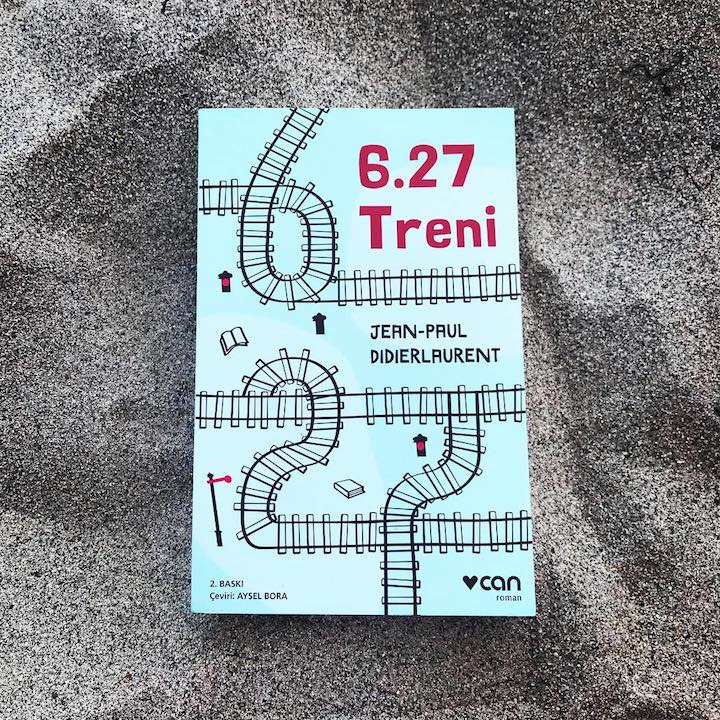 6.27
Treni
JEAN-PAUL
DIDIERLAURENT
2. BASKI
Çeviri: AYSEL BORA
can
roman